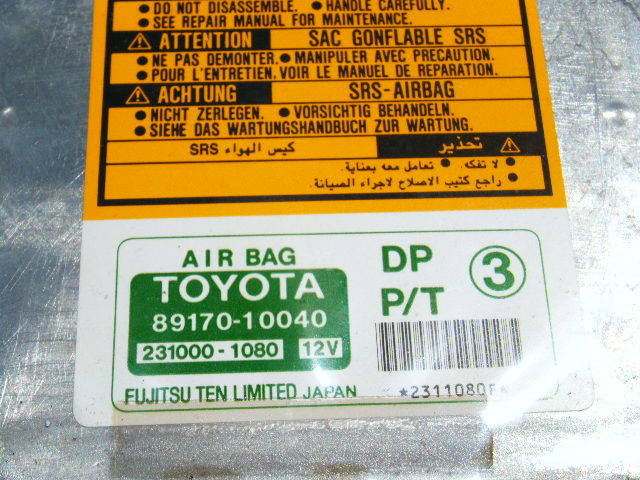 ● DO NOT DISASSEMBLE. ● HANDLE CAREFULLY.
● SEE REPAIR MANUAL FOR MAINTENANCE.
⚠ ATTENTION SAC GONFLABLE SRS
● NE PAS DEMONTER. ● MANIPULER AVEC PRECAUTION.
● POUR L'ENTRETIEN. VOIR LE MANUEL DE REPARATION.
⚠ ACHTUNG SRS-AIRBAG
● NICHT ZERLEGEN. ● VORSICHTIG BEHANDELN.
● SIEHE DAS WARTUNGSHANDBUCH ZUR WARTUNG.
⚠ تحذير
كيس الهواء SRS
● لا تفكه. ● تعامل معه بعناية.
● راجع كتيب الاصلاح لاجراء الصيانة.
AIR BAG
TOYOTA
89170-10040
231000-1080 12V
DP
P/T
3
FUJITSU TEN LIMITED JAPAN
*2311080F*